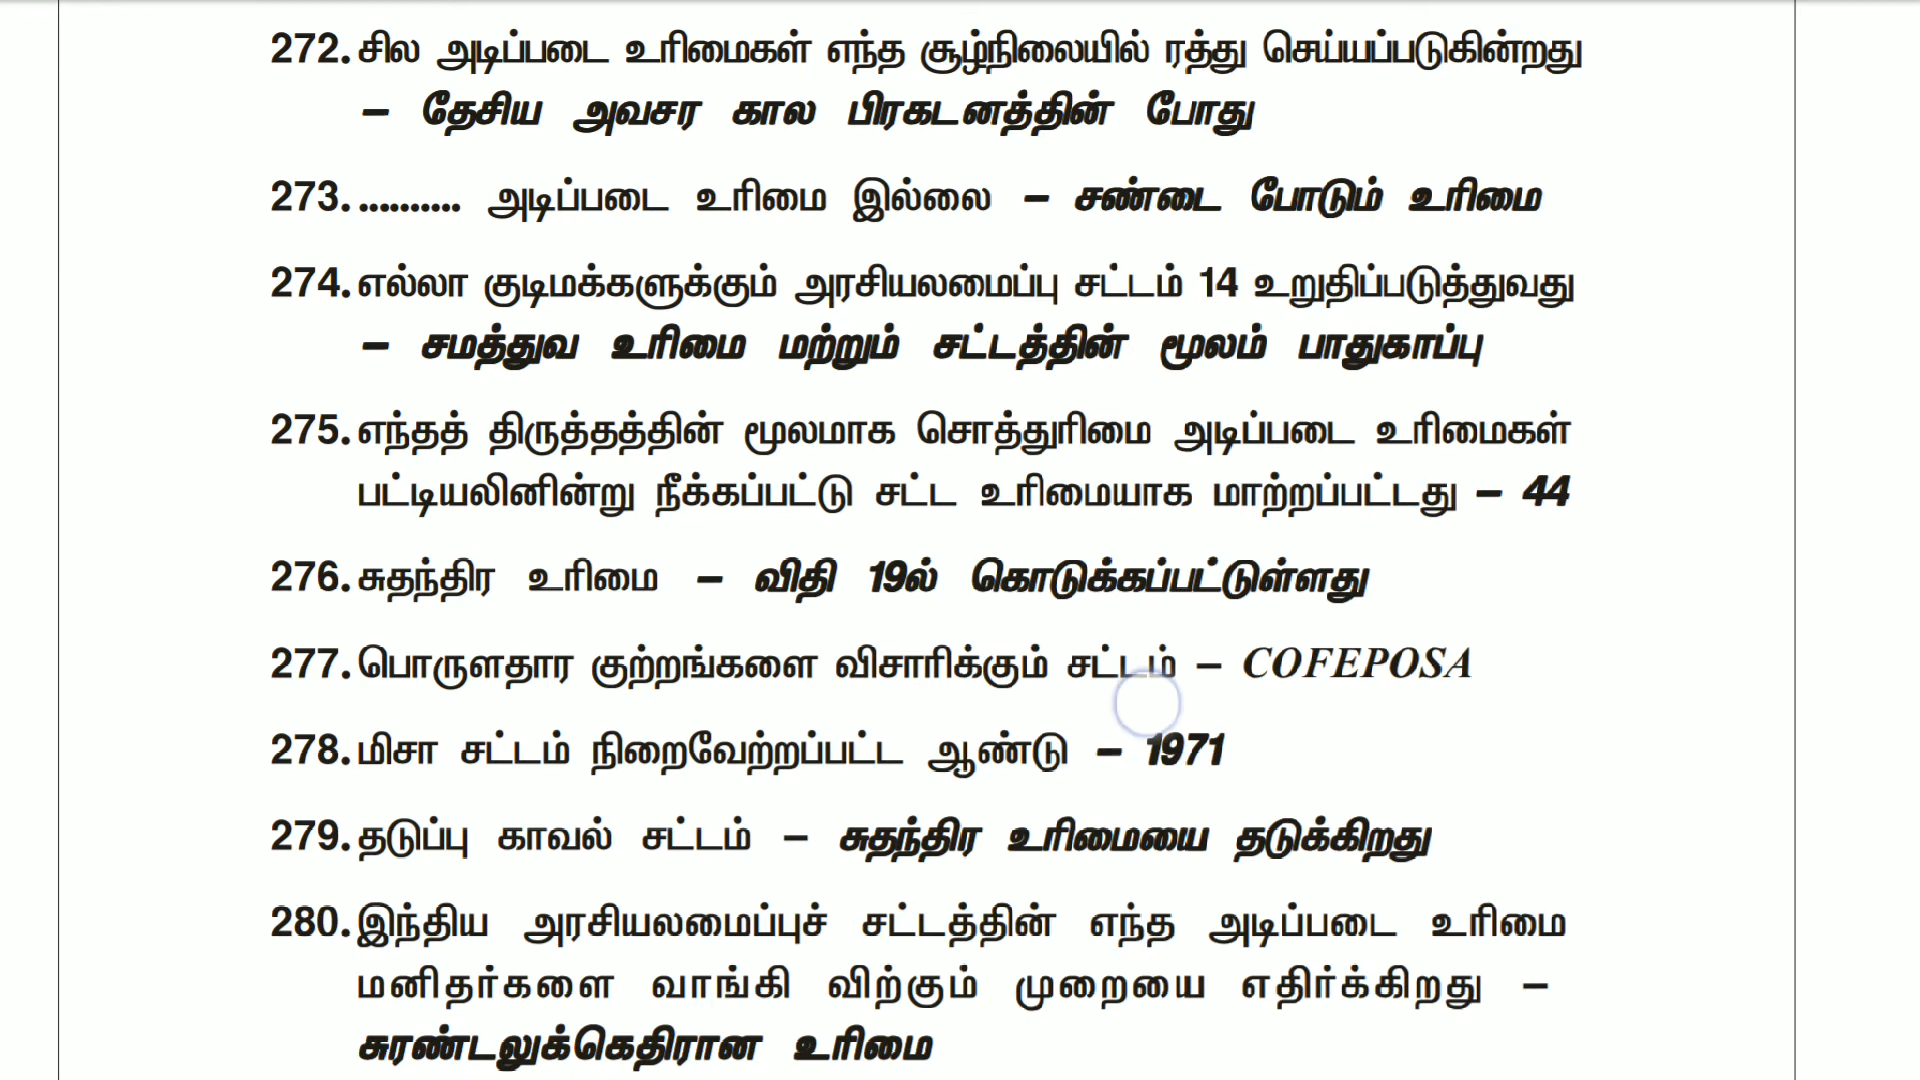 272. சில அடிப்படை உரிமைகள் எந்த சூழ்நிலையில் ரத்து செய்யப்படுகின்றது
– தேசிய அவசர கால பிரகடனத்தின் போது
273. .......... அடிப்படை உரிமை இல்லை – சண்டை போடும் உரிமை
274. எல்லா குடிமக்களுக்கும் அரசியலமைப்பு சட்டம் 14 உறுதிப்படுத்துவது
– சமத்துவ உரிமை மற்றும் சட்டத்தின் மூலம் பாதுகாப்பு
275. எந்தத் திருத்தத்தின் மூலமாக சொத்துரிமை அடிப்படை உரிமைகள்
பட்டியலினின்று நீக்கப்பட்டு சட்ட உரிமையாக மாற்றப்பட்டது – 44
276. சுதந்திர உரிமை – விதி 19ல் கொடுக்கப்பட்டுள்ளது
277. பொருளதார குற்றங்களை விசாரிக்கும் சட்டம் – COFEPOSA
278. மிசா சட்டம் நிறைவேற்றப்பட்ட ஆண்டு – 1971
279. தடுப்பு காவல் சட்டம் – சுதந்திர உரிமையை தடுக்கிறது
280. இந்திய அரசியலமைப்புச் சட்டத்தின் எந்த அடிப்படை உரிமை
மனிதர்களை வாங்கி விற்கும் முறையை எதிர்க்கிறது –
சுரண்டலுக்கெதிரான உரிமை